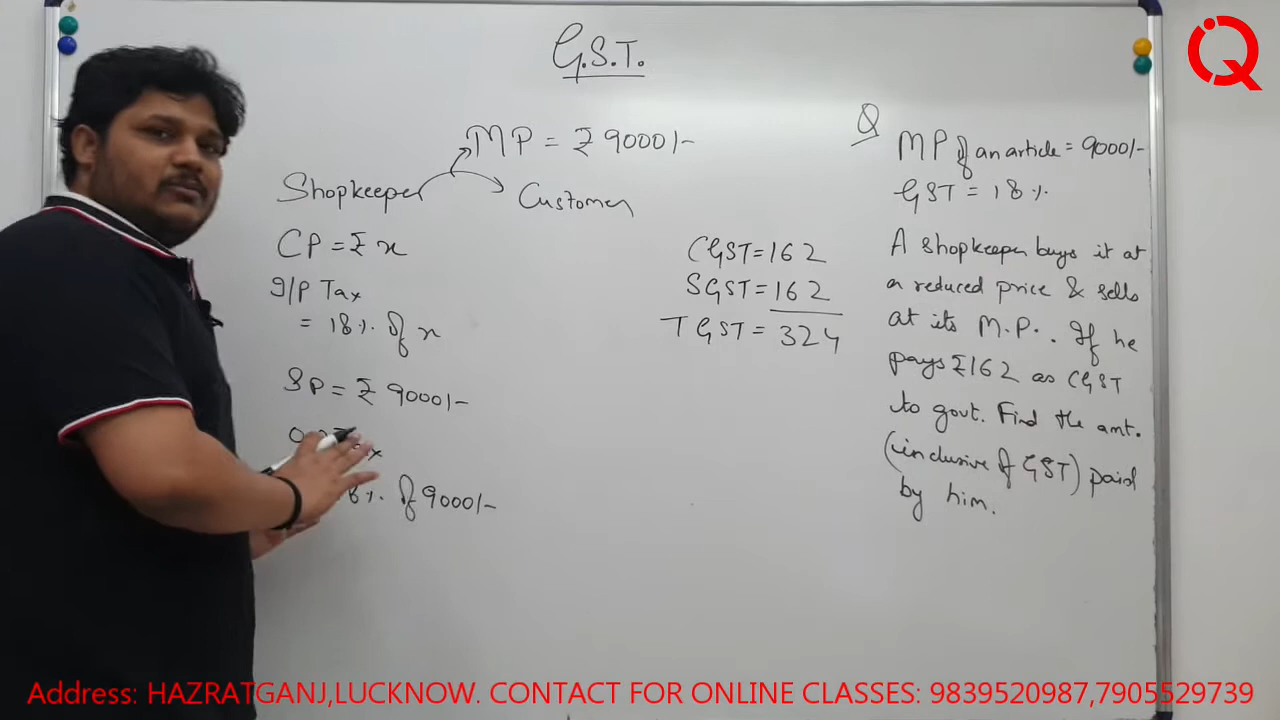 G.S.T.
MP = ₹ 9000/-
Shopkeeper
Customer
CP = ₹ x
I/P Tax
= 18 %. of x
SP = ₹ 9000/-
%. of 9000/-
CGST = 162
SGST = 162
TGST = 324
Q
MP of an article = 9000/-
GST = 18 %.
A shopkeeper buys it at
a reduced price & sells
at its M.P. . If he
pays ₹162 as CGST
to govt. Find the amt.
(inclusive of GST) paid
by him.
IQ
Address: HAZRATGANJ,LUCKNOW. CONTACT FOR ONLINE CLASSES: 9839520987,7905529739